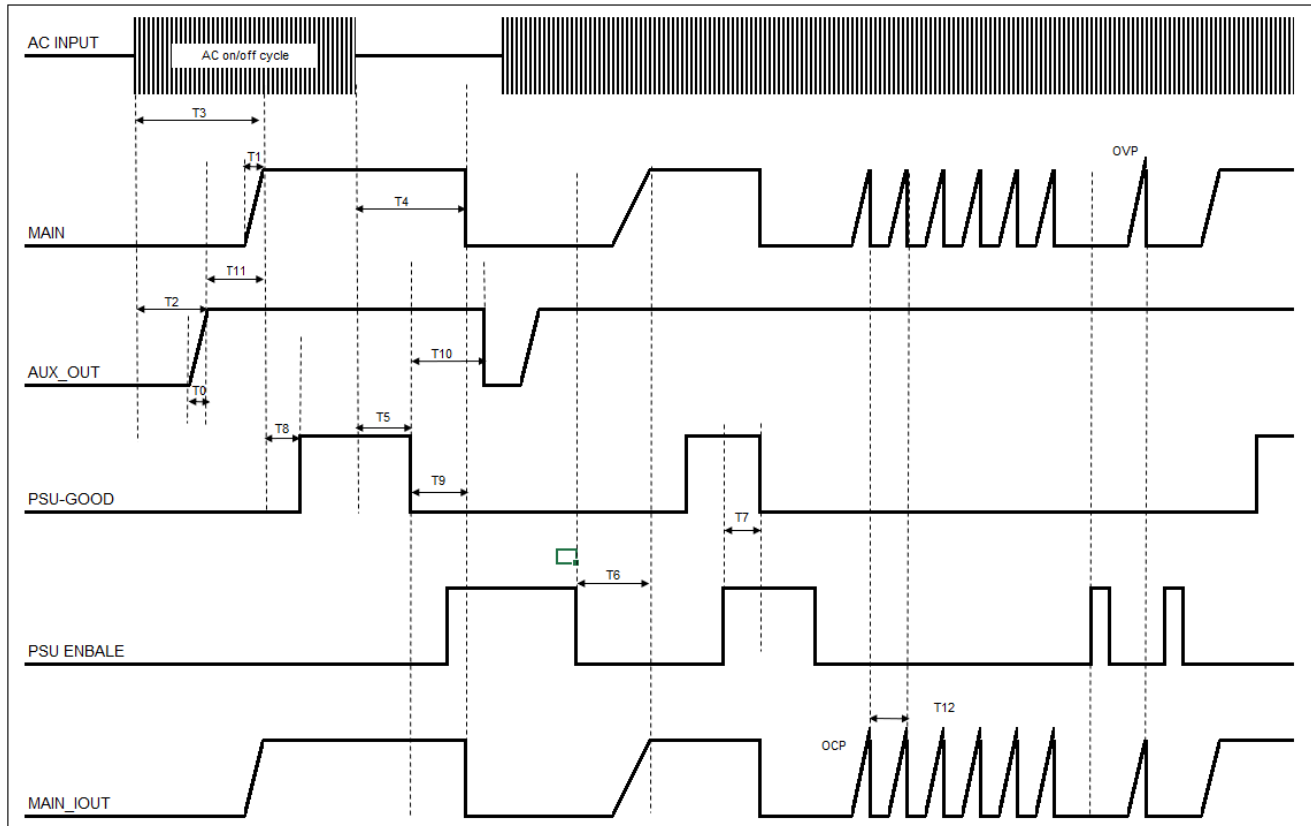 AC INPUT
AC on/off cycle
T3
T1
OVP
T4
MAIN
T11
T2
T10
AUX_OUT
T0
T8
T5
T9
PSU-GOOD
T7
T6
PSU ENBALE
T12
OCP
MAIN_IOUT